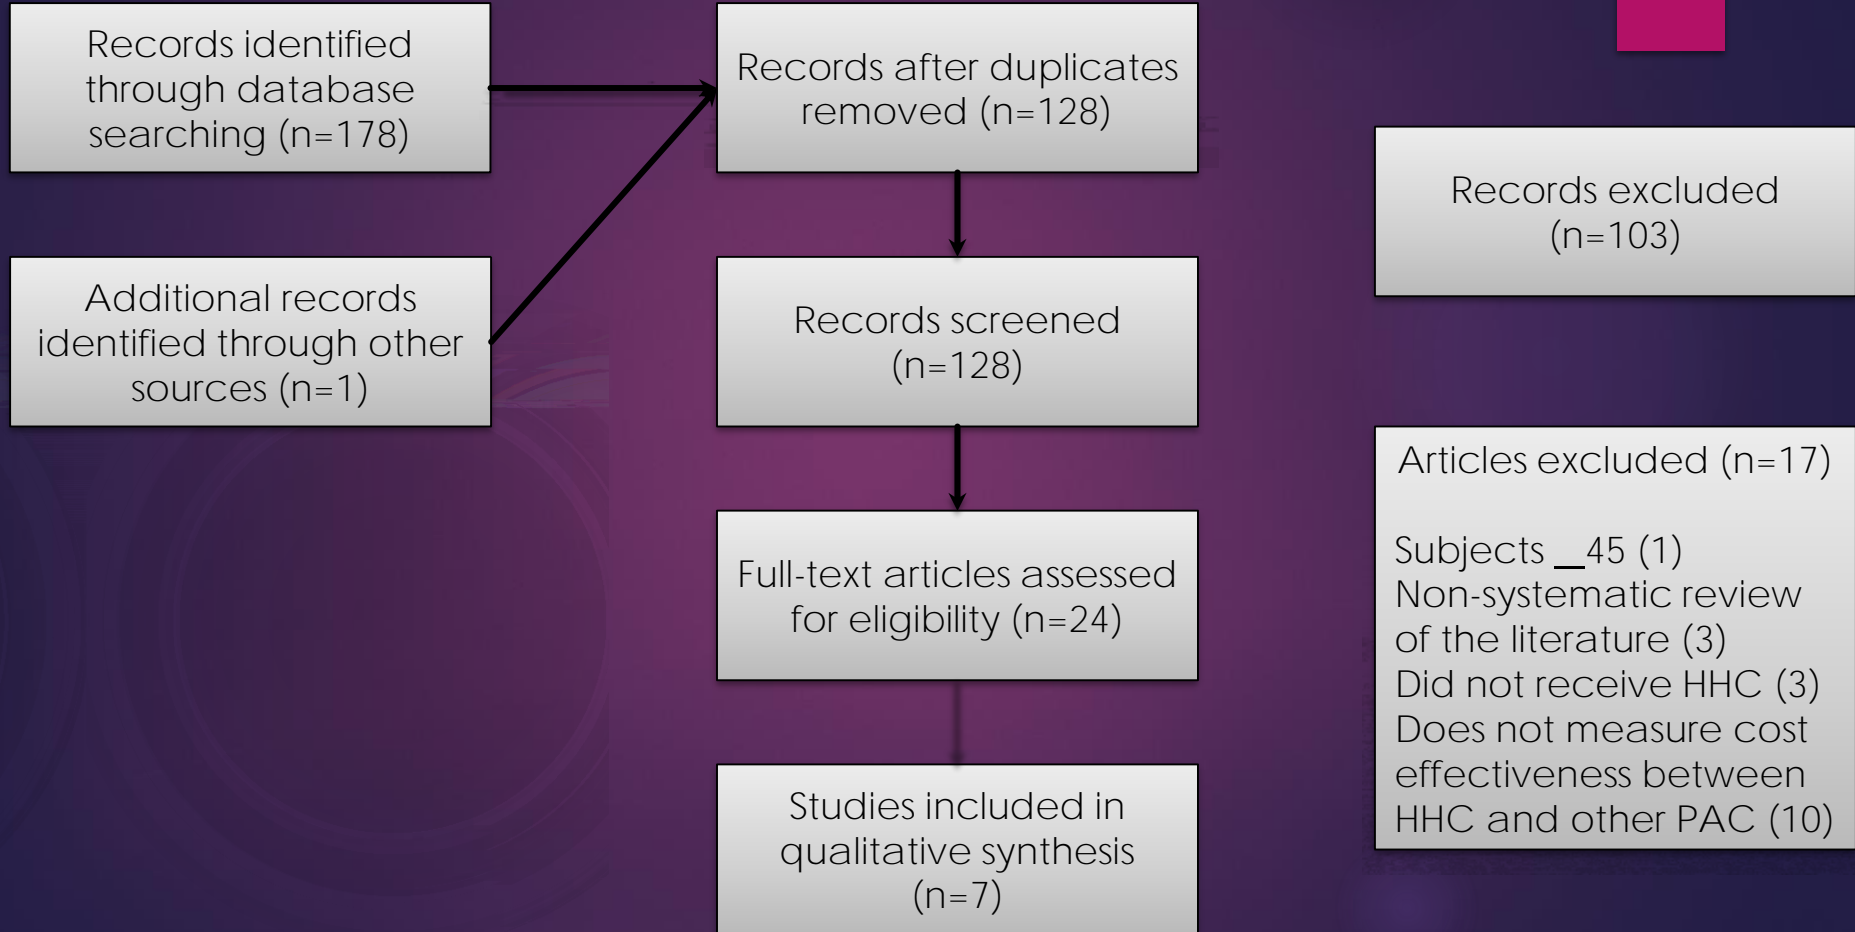 Records identified
through database
searching (n=178)
Additional records
identified through other
sources (n=1)
Records after duplicates
removed (n=128)
Records screened
(n=128)
Full-text articles assessed
for eligibility (n=24)
Studies included in
qualitative synthesis
(n=7)
Records excluded
(n=103)
Articles excluded (n=17)
Subjects _45 (1)
Non-systematic review
of the literature (3)
Did not receive HHC (3)
Does not measure cost
effectiveness between
HHC and other PAC (10)